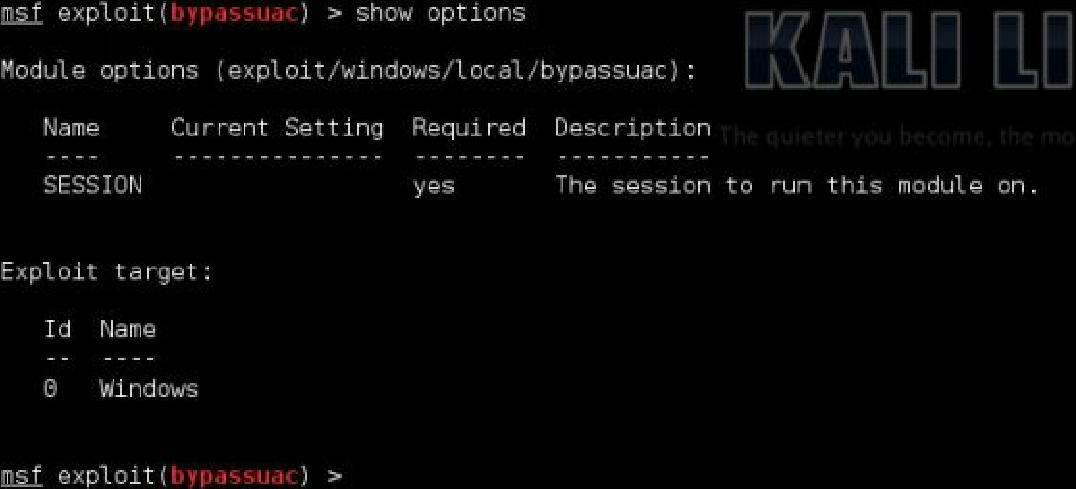 msf exploit(bypassuac) > show options
KALI LI
Module options (exploit/windows/local/bypassuac):
Name Current Setting Required Description
The quieter you become, the mo
---- --------------- -------- -----------
SESSION yes The session to run this module on.
Exploit target:
Id Name
-- ----
0 Windows
msf exploit(bypassuac) >